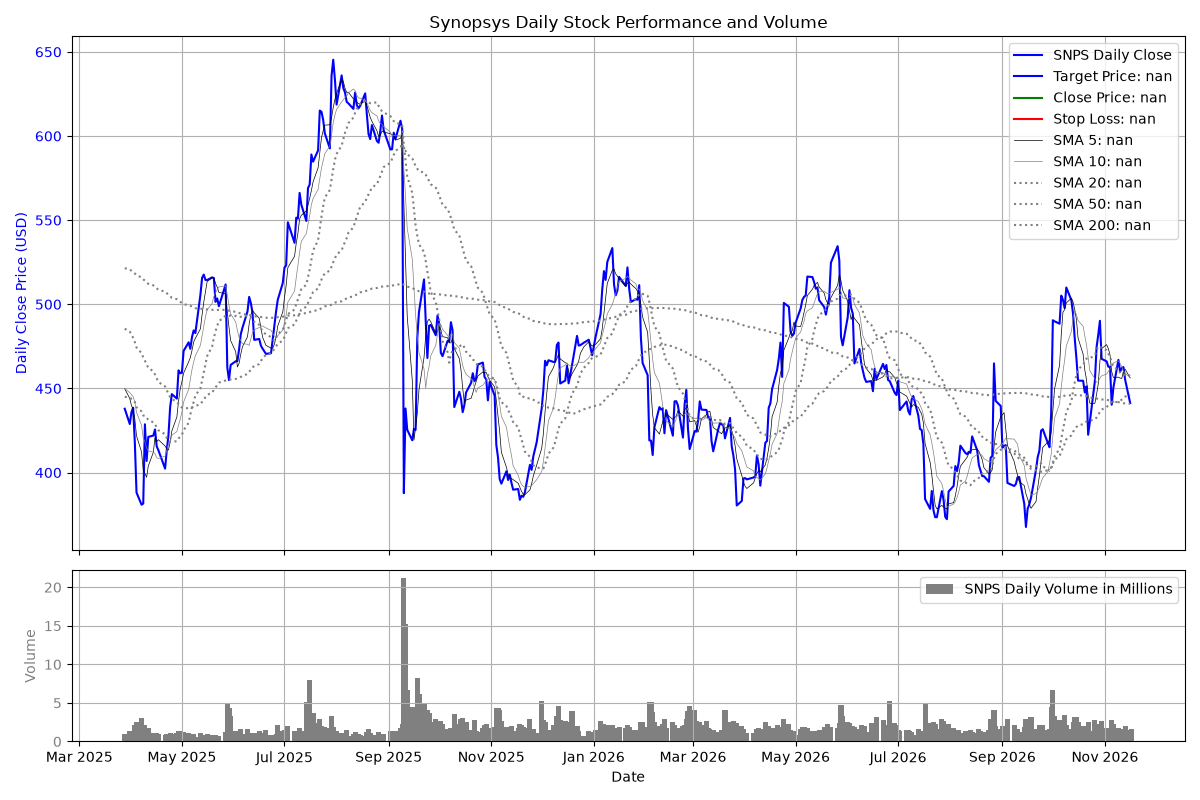 Synopsys Daily Stock Performance and Volume
Daily Close Price (USD)
650
600
550
500
450
400
SNPS Daily Close
Target Price: nan
Close Price: nan
Stop Loss: nan
SMA 5: nan
SMA 10: nan
SMA 20: nan
SMA 50: nan
SMA 200: nan
Volume
20
15
10
5
0
SNPS Daily Volume in Millions
Mar 2025 May 2025 Jul 2025 Sep 2025 Nov 2025 Jan 2026 Mar 2026 May 2026 Jul 2026 Sep 2026 Nov 2026
Date